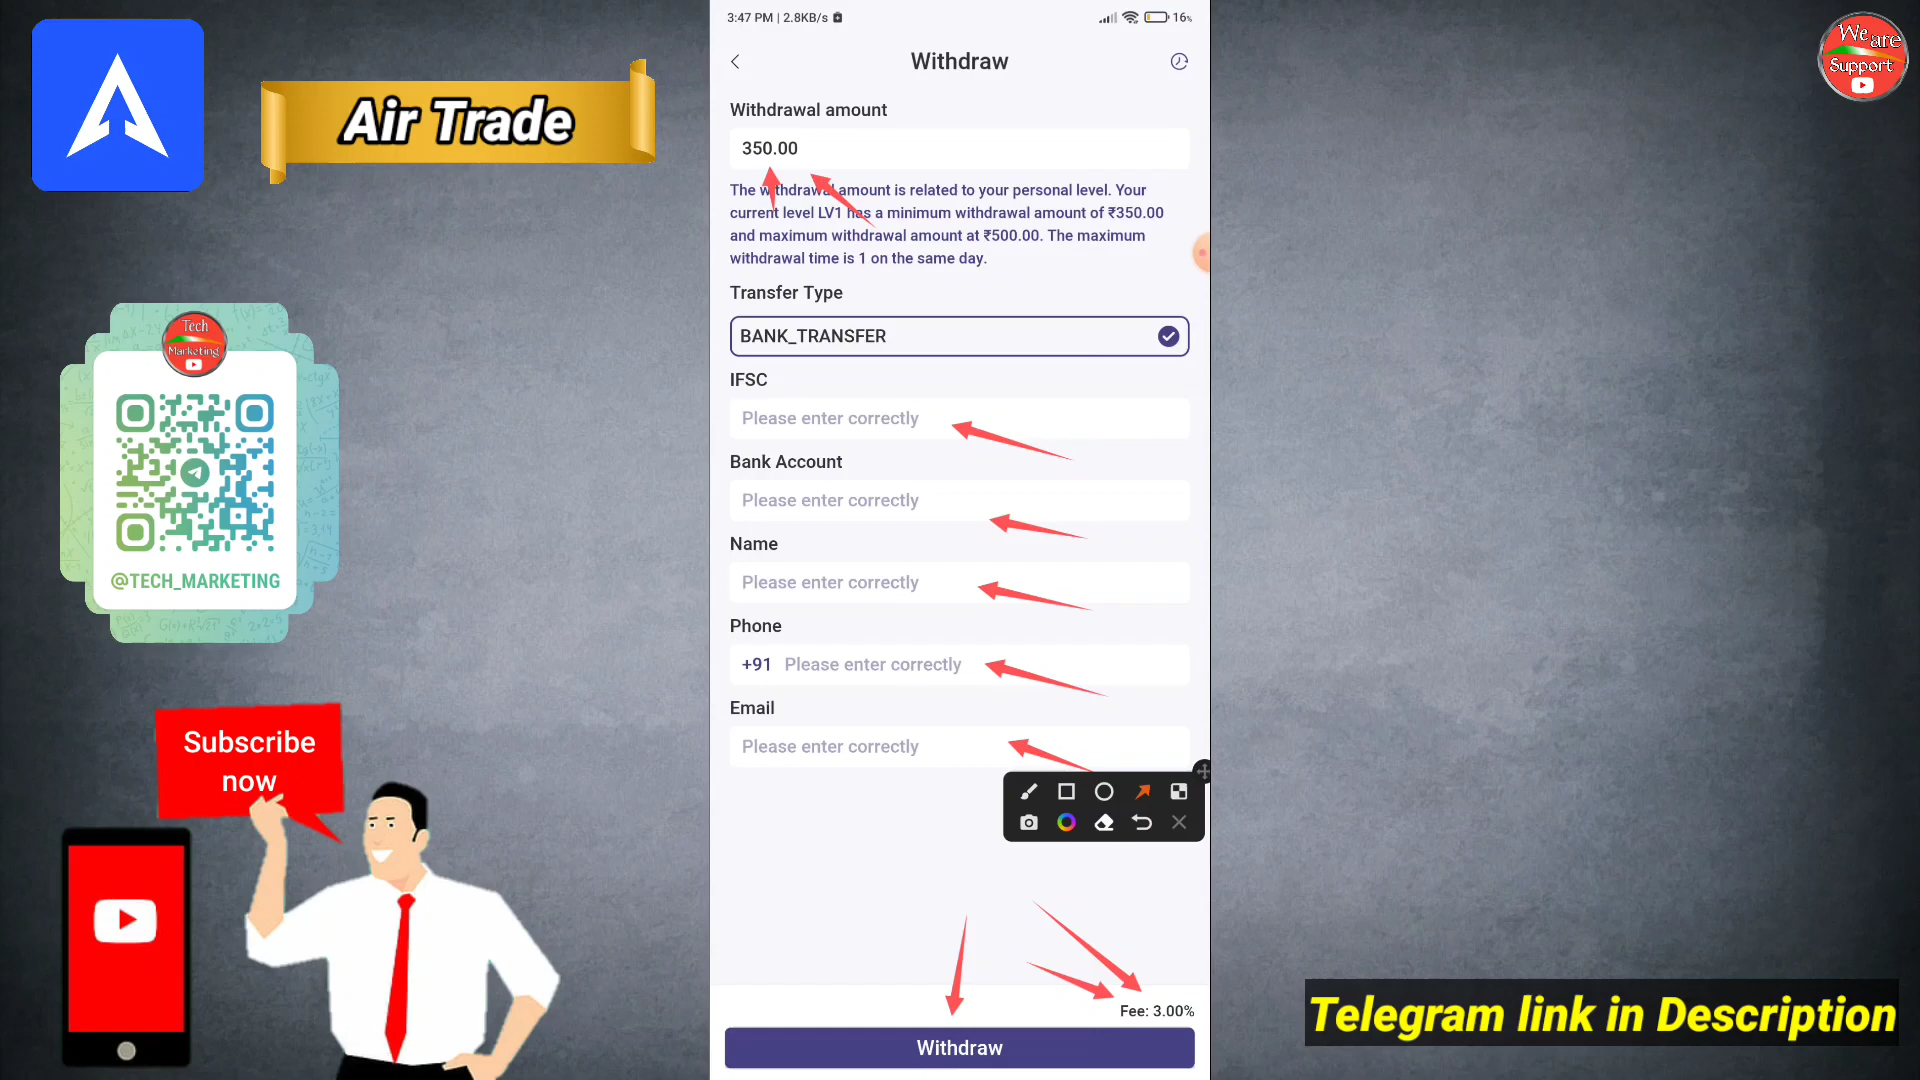 Air Trade
We are
Support
Tech
Marketing
@TECH_MARKETING
Subscribe
now
3:47 PM | 2.8KB/s
16%
Withdraw
Withdrawal amount
350.00
The withdrawal amount is related to your personal level. Your
current level LV1 has a minimum withdrawal amount of ₹350.00
and maximum withdrawal amount at ₹500.00. The maximum
withdrawal time is 1 on the same day.
Transfer Type
BANK_TRANSFER
IFSC
Please enter correctly
Bank Account
Please enter correctly
Name
Please enter correctly
Phone
+91 Please enter correctly
Email
Please enter correctly
Fee: 3.00%
Withdraw
Telegram link in Description